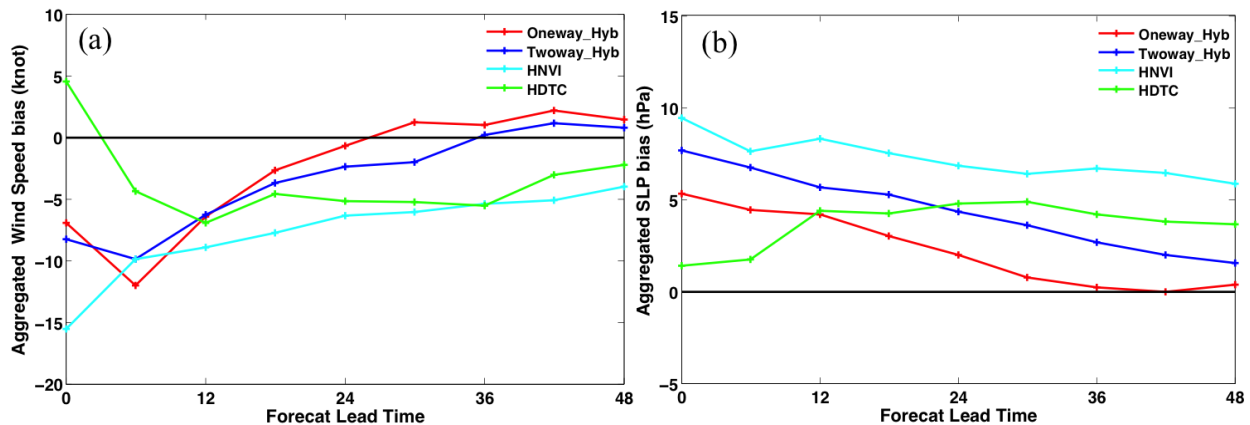 (a)
Aggregated Wind Speed bias (knot)
10
5
0
−5
−10
−15
−20
Oneway_Hyb
Twoway_Hyb
HNVI
HDTC
0 12 24 36 48
Forecat Lead Time
(b)
Aggregated SLP bias (hPa)
15
10
5
0
−5
Oneway_Hyb
Twoway_Hyb
HNVI
HDTC
0 12 24 36 48
Forecat Lead Time